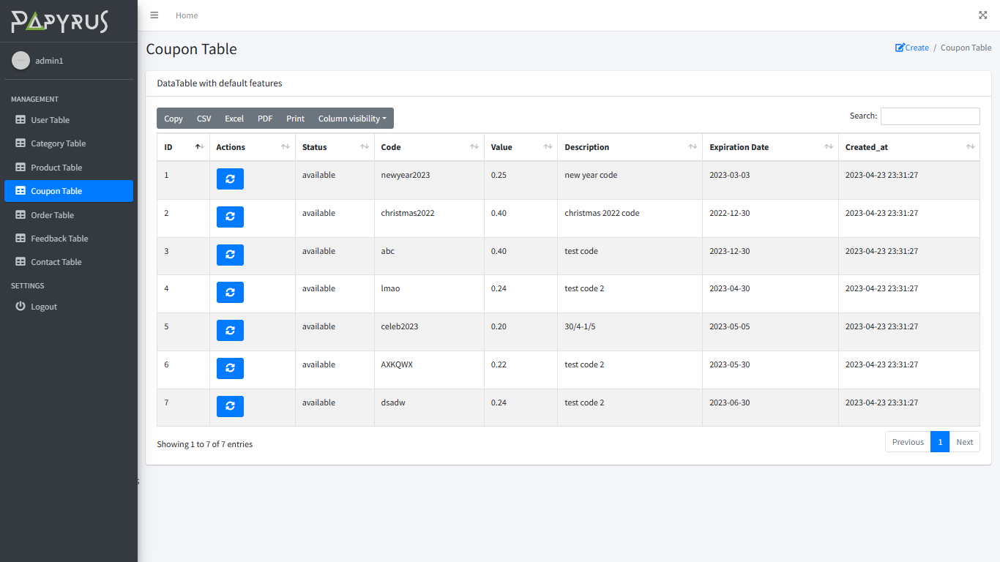 PAPYRUS
Home
admin1
MANAGEMENT
User Table
Category Table
Product Table
Coupon Table
Order Table
Feedback Table
Contact Table
SETTINGS
Logout
Coupon Table
Create / Coupon Table
DataTable with default features
Copy CSV Excel PDF Print Column visibility
Search:
ID Actions Status Code Value Description Expiration Date Created_at
1 available newyear2023 0.25 new year code 2023-03-03 2023-04-23 23:31:27
2 available christmas2022 0.40 christmas 2022 code 2022-12-30 2023-04-23 23:31:27
3 available abc 0.40 test code 2023-12-30 2023-04-23 23:31:27
4 available lmao 0.24 test code 2 2023-04-30 2023-04-23 23:31:27
5 available celeb2023 0.20 30/4-1/5 2023-05-05 2023-04-23 23:31:27
6 available AXKQWX 0.22 test code 2 2023-05-30 2023-04-23 23:31:27
7 available dsadw 0.24 test code 2 2023-06-30 2023-04-23 23:31:27
Showing 1 to 7 of 7 entries
Previous 1 Next